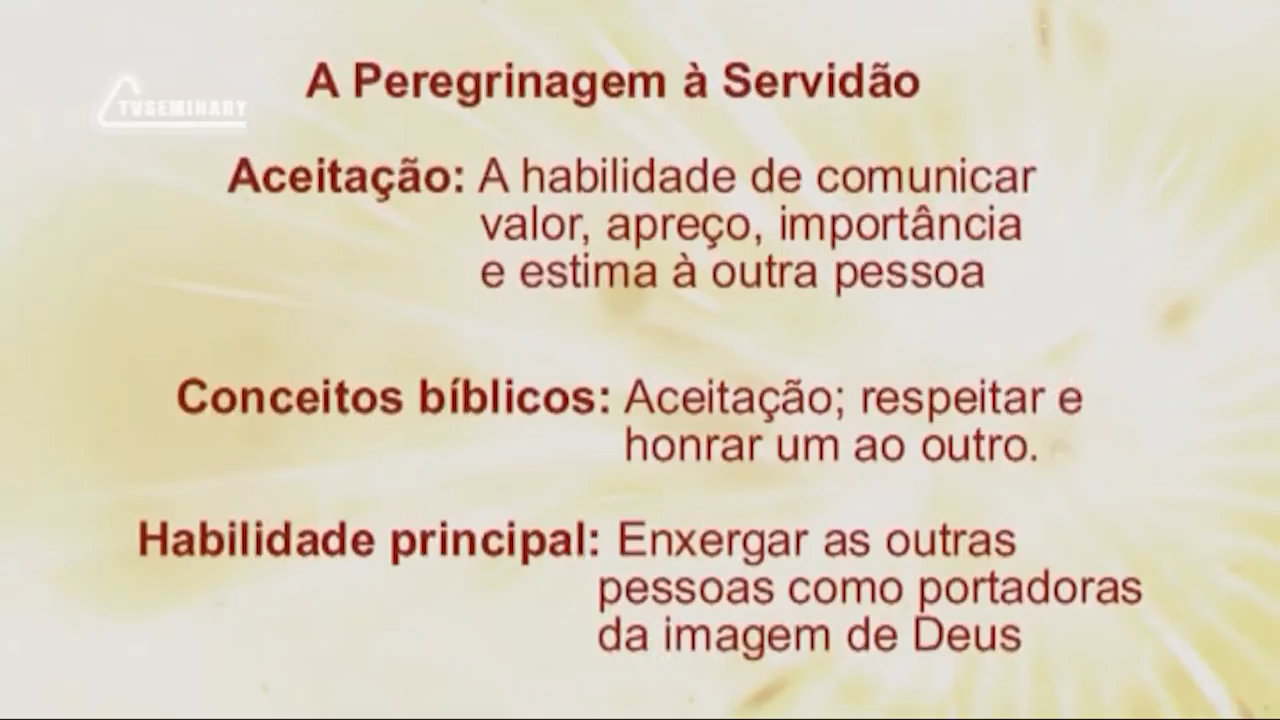 A Peregrinagem à Servidão
TVSEMINARY
Aceitação: A habilidade de comunicar
valor, apreço, importância
e estima à outra pessoa
Conceitos bíblicos: Aceitação; respeitar e
honrar um ao outro.
Habilidade principal: Enxergar as outras
pessoas como portadoras
da imagem de Deus